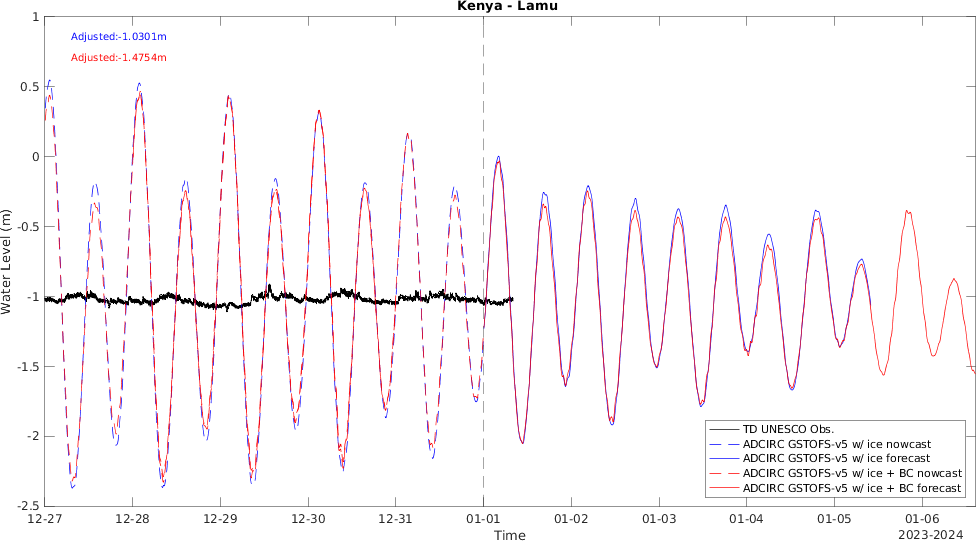 Kenya - Lamu
Adjusted:-1.0301m
Adjusted:-1.4754m
1
0.5
0
-0.5
-1
-1.5
-2
-2.5
Water Level (m)
TD UNESCO Obs.
ADCIRC GSTOFS-v5 w/ ice nowcast
ADCIRC GSTOFS-v5 w/ ice forecast
ADCIRC GSTOFS-v5 w/ ice + BC nowcast
ADCIRC GSTOFS-v5 w/ ice + BC forecast
12-27 12-28 12-29 12-30 12-31 01-01 01-02 01-03 01-04 01-05 01-06
Time
2023-2024